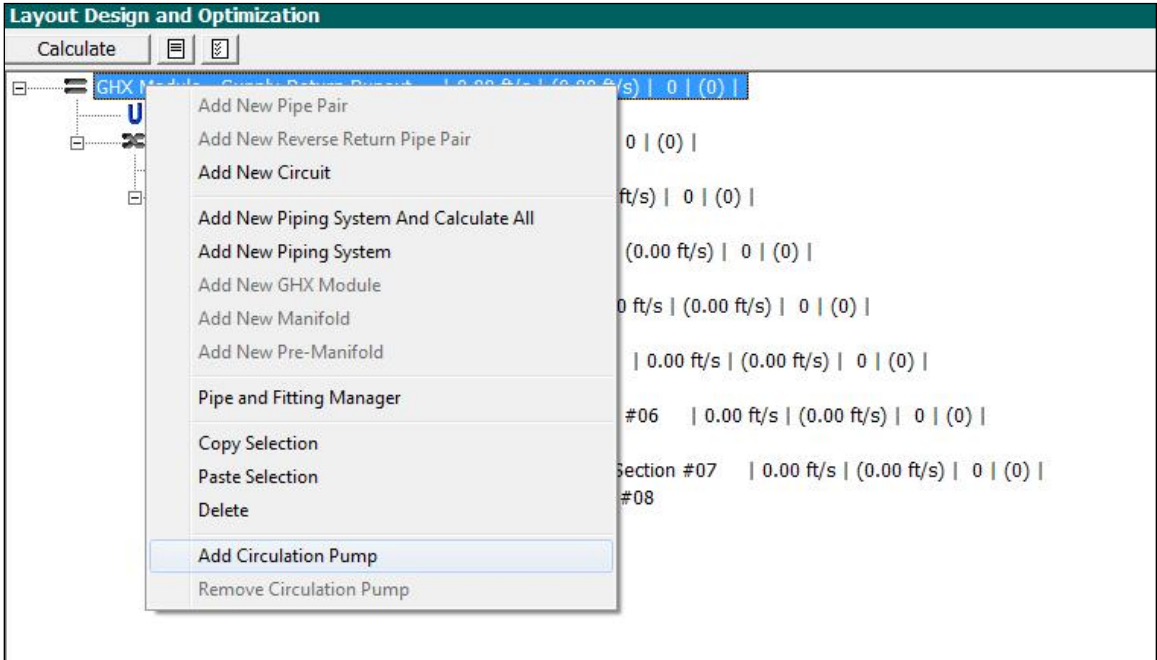 Layout Design and Optimization
Calculate
GHX Module - Supply-Return Runout | 0.00 ft/s | (0.00 ft/s) | 0 | (0) |
Add New Pipe Pair
Add New Reverse Return Pipe Pair 0 | (0) |
Add New Circuit
ft/s) | 0 | (0) |
Add New Piping System And Calculate All
Add New Piping System (0.00 ft/s) | 0 | (0) |
Add New GHX Module
0 ft/s | (0.00 ft/s) | 0 | (0) |
Add New Manifold
Add New Pre-Manifold | 0.00 ft/s | (0.00 ft/s) | 0 | (0) |
Pipe and Fitting Manager
#06 | 0.00 ft/s | (0.00 ft/s) | 0 | (0) |
Copy Selection
Paste Selection Section #07 | 0.00 ft/s | (0.00 ft/s) | 0 | (0) |
Delete #08
Add Circulation Pump
Remove Circulation Pump